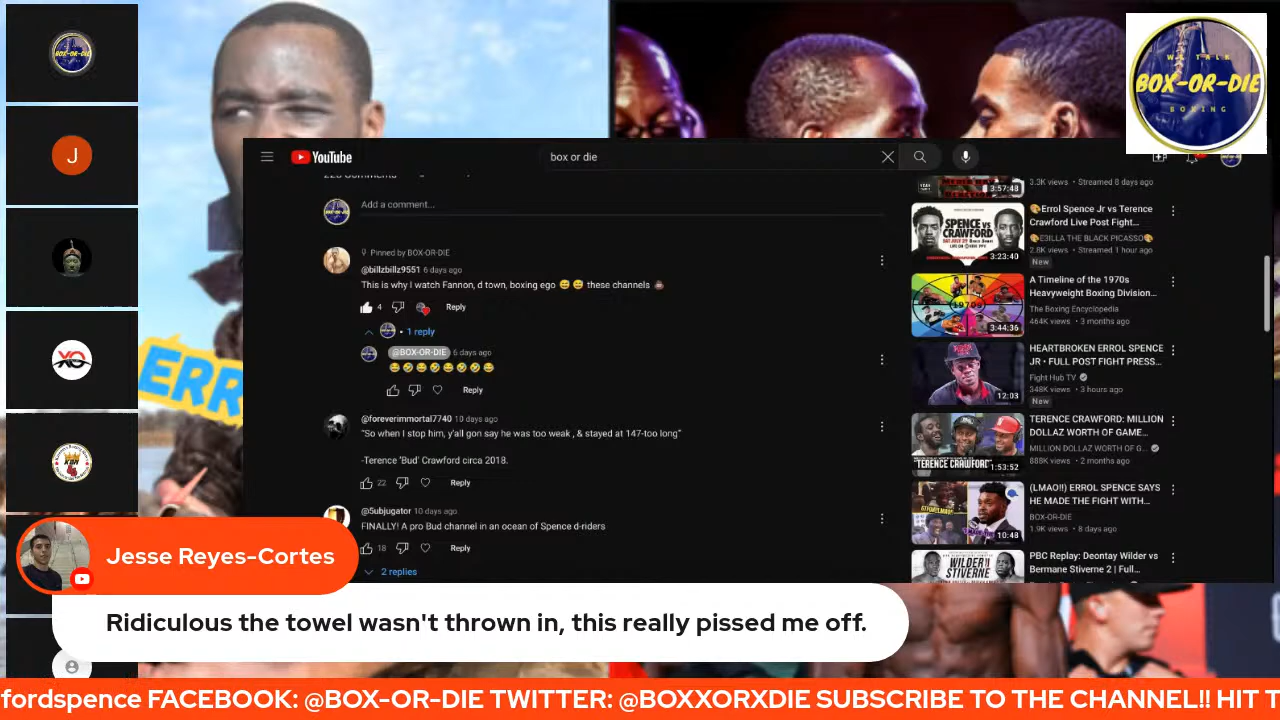 BOX-OR-DIE
J
XO
KBN
ERR
YouTube
box or die
Add a comment...
Pinned by BOX-OR-DIE
@billzbillz9551 6 days ago
This is why I watch Fannon, d town, boxing ego 😅 😅 these channels 💩
4 Reply
• 1 reply
@BOX-OR-DIE 6 days ago
😂🤣😂🤣😂🤣🤣😂
Reply
@foreverimmortal7740 10 days ago
“So when I stop him, y'all gon say he was too weak , & stayed at 147-too long”
-Terence 'Bud' Crawford circa 2018.
22 Reply
@5ubjugator 10 days ago
FINALLY! A pro Bud channel in an ocean of Spence d-riders
18 Reply
2 replies
3:57:48
3.3K views • Streamed 8 days ago
SPENCE
VS
CRAWFORD
3:23:40
🎨Errol Spence Jr vs Terence
Crawford Live Post Fight...
🎨E3ILLA THE BLACK PICASSO🎨
2.8K views • Streamed 1 hour ago
New
1970s
3:44:36
A Timeline of the 1970s
Heavyweight Boxing Division...
The Boxing Encyclopedia
464K views • 3 months ago
12:03
HEARTBROKEN ERROL SPENCE
JR • FULL POST FIGHT PRESS...
Fight Hub TV
348K views • 3 hours ago
New
"TERENCE CRAWFORD"
1:53:52
TERENCE CRAWFORD: MILLION
DOLLAZ WORTH OF GAME...
MILLION DOLLAZ WORTH OF G...
888K views • 2 months ago
10:48
(LMAO!!) ERROL SPENCE SAYS
HE MADE THE FIGHT WITH...
BOX-OR-DIE
1.9K views • 8 days ago
WILDER
STIVERNE
PBC Replay: Deontay Wilder vs
Bermane Stiverne 2 | Full...
WE TALK
BOX-OR-DIE
BOXING
Jesse Reyes-Cortes
Ridiculous the towel wasn't thrown in, this really pissed me off.
fordspence FACEBOOK: @BOX-OR-DIE TWITTER: @BOXXORXDIE SUBSCRIBE TO THE CHANNEL!! HIT T